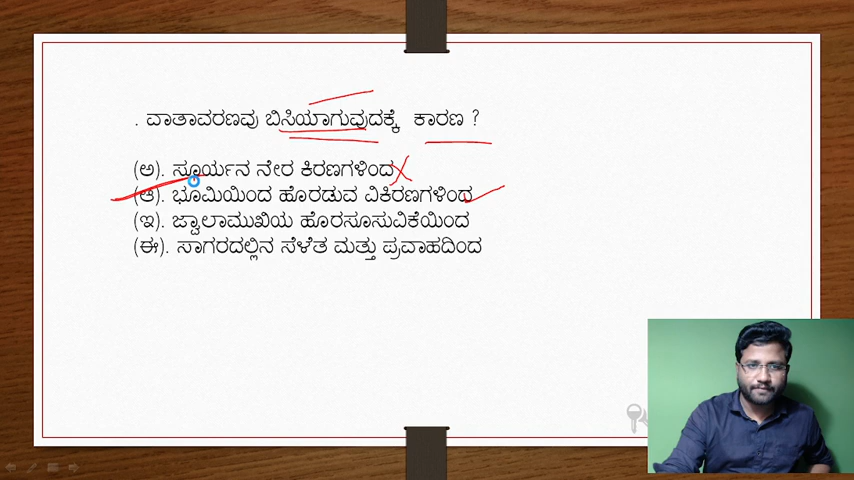 . ವಾತಾವರಣವು ಬಿಸಿಯಾಗುವುದಕ್ಕೆ ಕಾರಣ ?
(ಅ). ಸೂರ್ಯನ ನೇರ ಕಿರಣಗಳಿಂದ
(ಆ). ಭೂಮಿಯಿಂದ ಹೊರಡುವ ವಿಕಿರಣಗಳಿಂದ
(ಇ). ಜ್ವಾಲಾಮುಖಿಯ ಹೊರಸೂಸುವಿಕೆಯಿಂದ
(ಈ). ಸಾಗರದಲ್ಲಿನ ಸೆಳೆತ ಮತ್ತು ಪ್ರವಾಹದಿಂದ